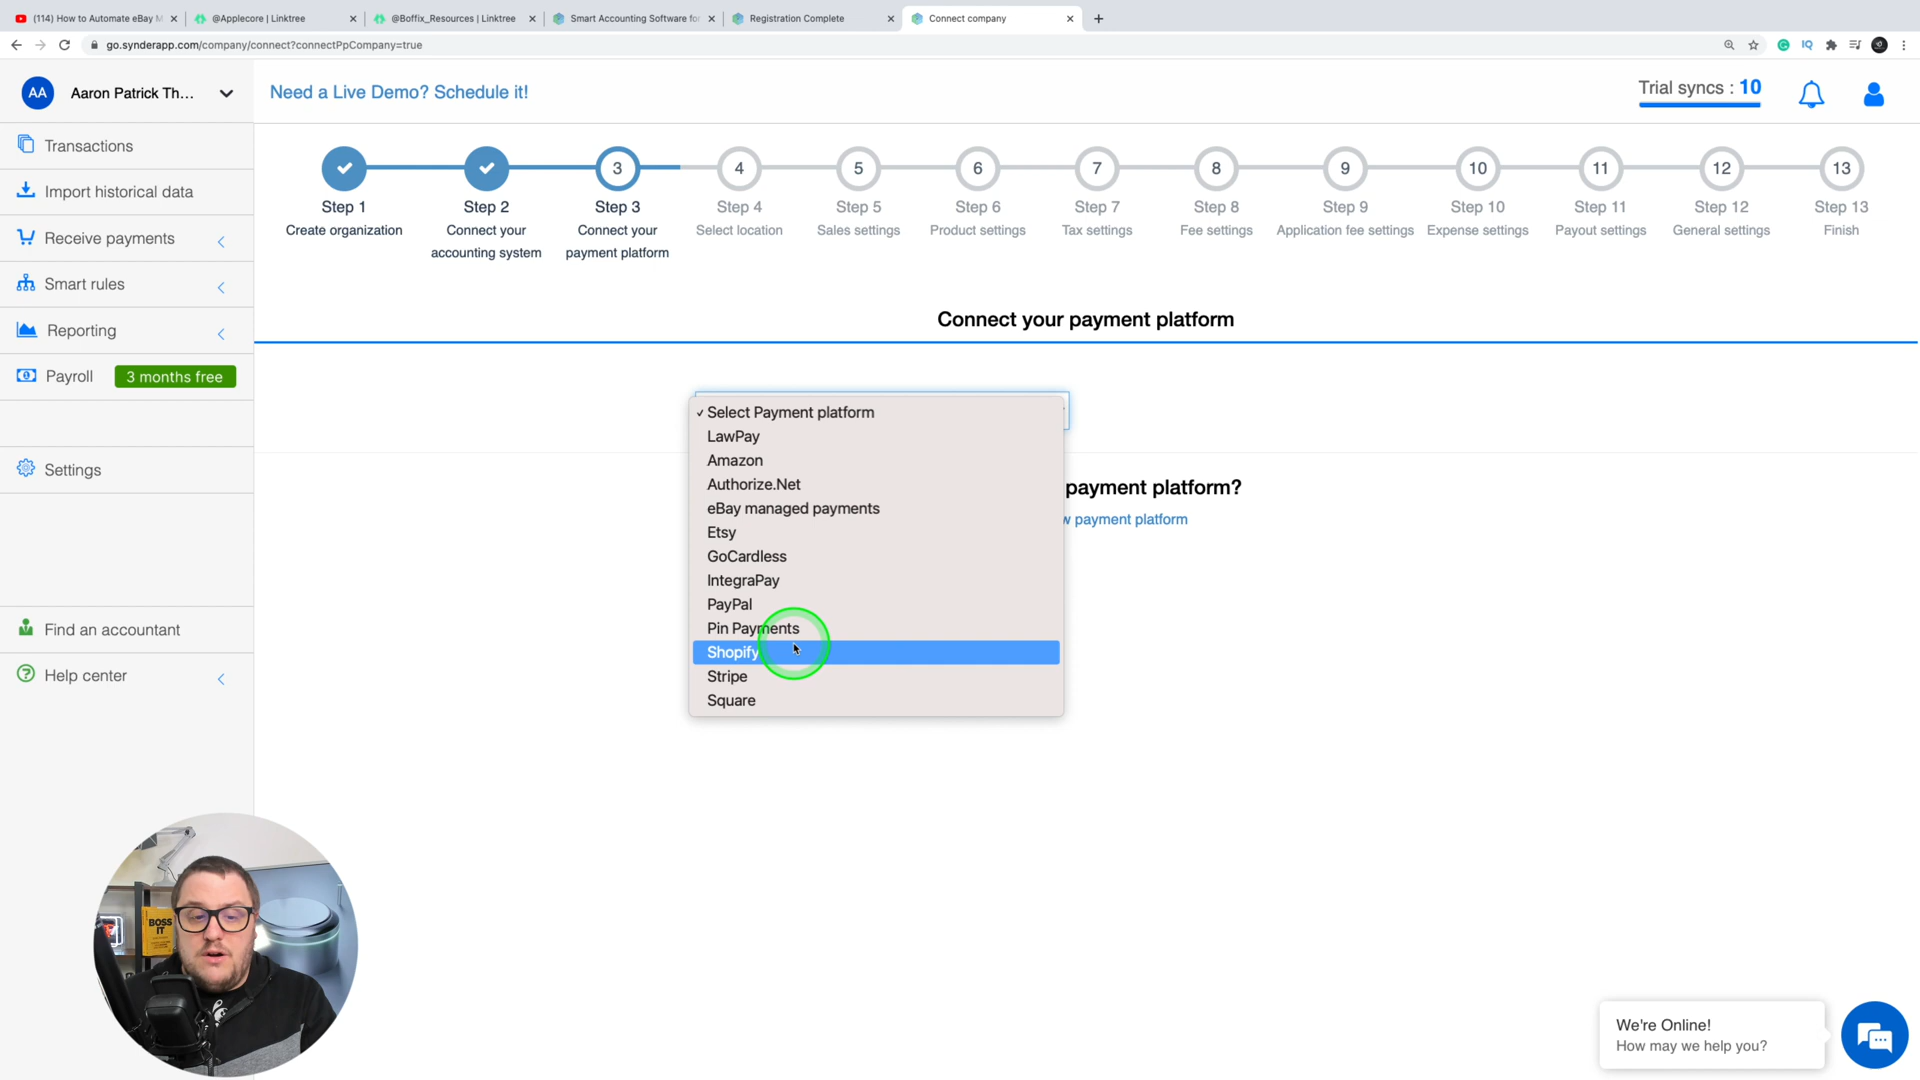 (114) How to Automate eBay M
@Applecore | Linktree
@Boffix_Resources | Linktree
Smart Accounting Software for
Registration Complete
Connect company
go.synderapp.com/company/connect?connectPpCompany=true
IQ
AA
Aaron Patrick Th...
Need a Live Demo? Schedule it!
Trial syncs : 10
Transactions
Import historical data
Receive payments
Smart rules
Reporting
Payroll
3 months free
Settings
Find an accountant
Help center
3
4
5
6
7
8
9
10
11
12
13
Step 1
Create organization
Step 2
Connect your
accounting system
Step 3
Connect your
payment platform
Step 4
Select location
Step 5
Sales settings
Step 6
Product settings
Step 7
Tax settings
Step 8
Fee settings
Step 9
Application fee settings
Step 10
Expense settings
Step 11
Payout settings
Step 12
General settings
Step 13
Finish
Connect your payment platform
✓ Select Payment platform
LawPay
Amazon
Authorize.Net
eBay managed payments
Etsy
GoCardless
IntegraPay
PayPal
Pin Payments
Shopify
Stripe
Square
payment platform?
w payment platform
BOSS
IT
We're Online!
How may we help you?